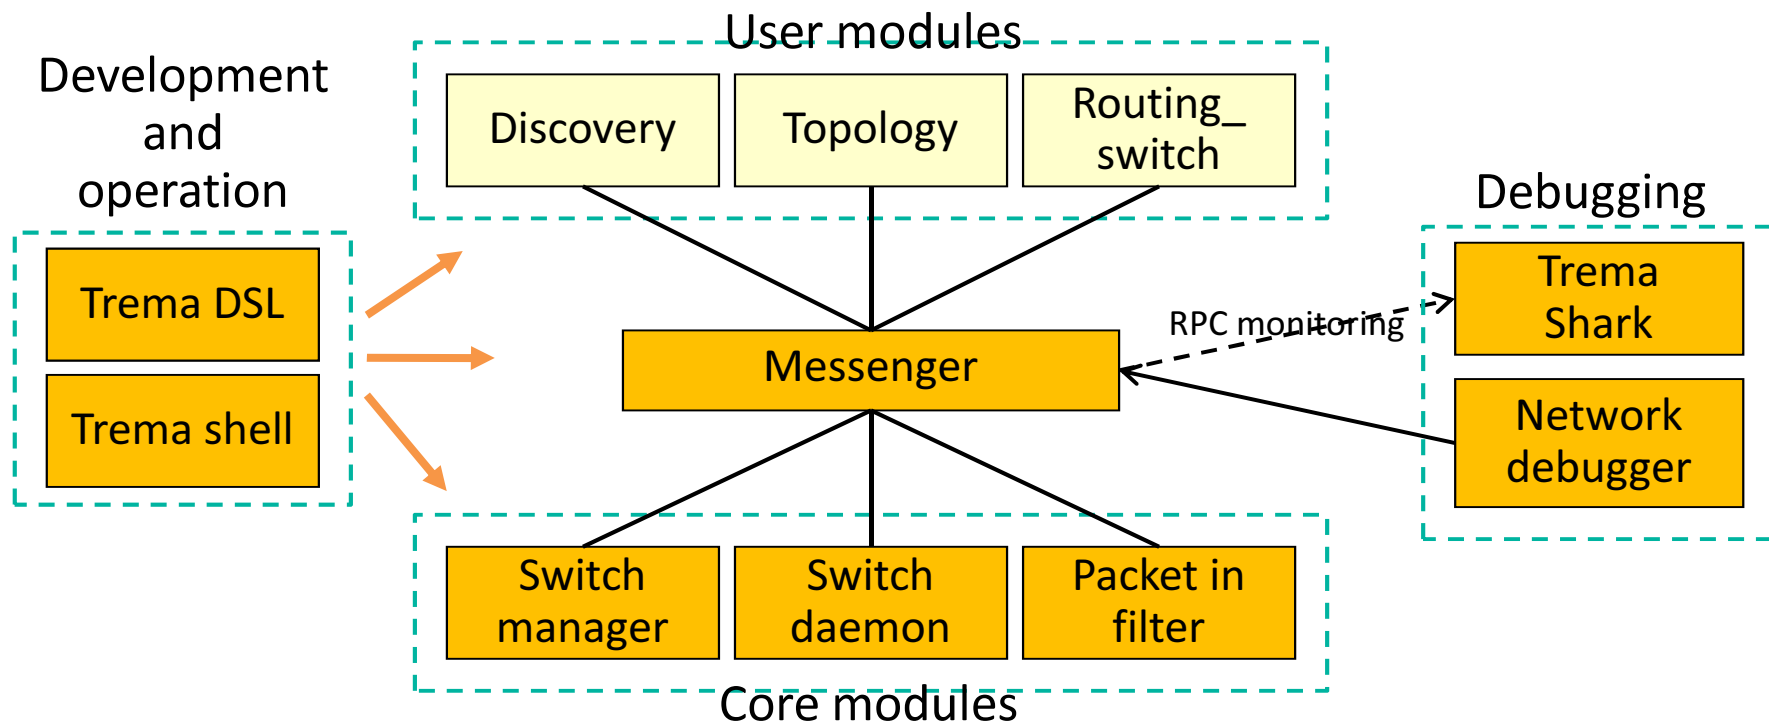 User modules
Development
and
operation
Discovery
Topology
Routing_
switch
Debugging
Trema DSL
Trema shell
Messenger
RPC monitoring
Trema
Shark
Network
debugger
Switch
manager
Switch
daemon
Packet in
filter
Core modules